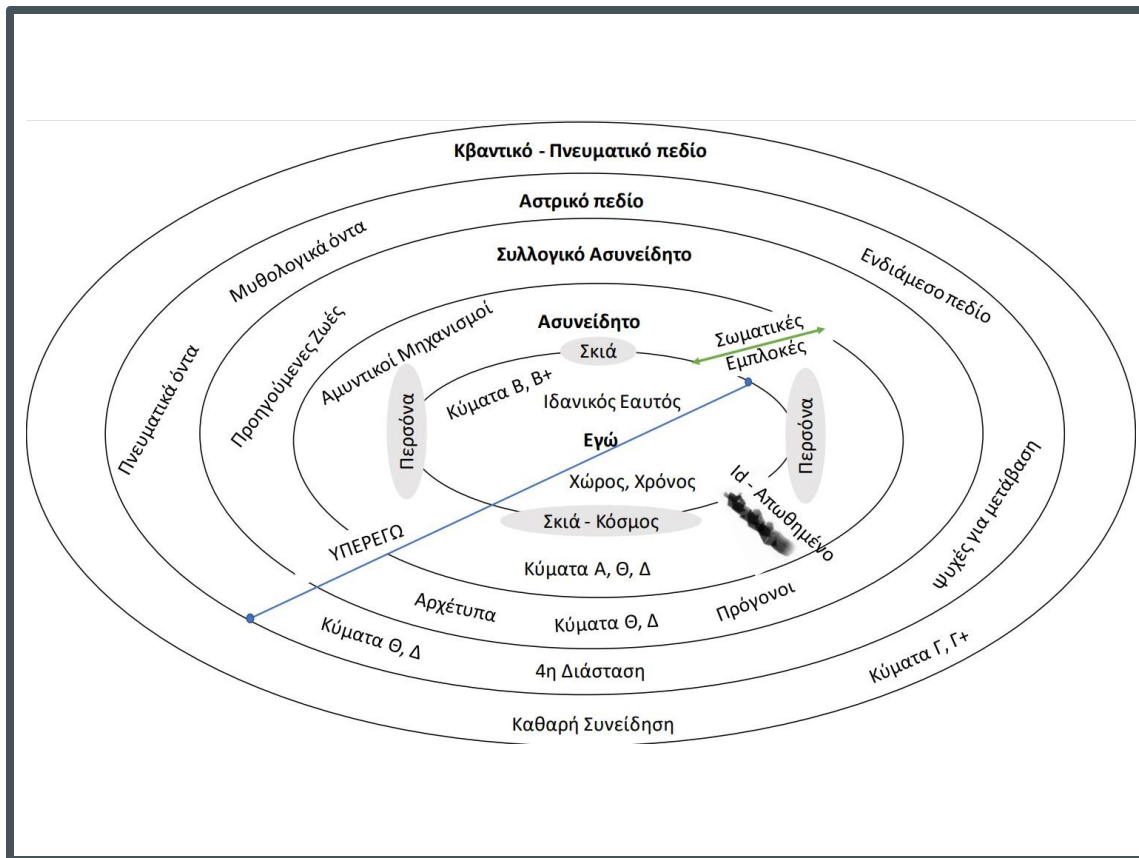 Κβαντικό - Πνευματικό πεδίο
Αστρικό πεδίο
Μυθολογικά όντα
Συλλογικό Ασυνείδητο
Ενδιάμεσο πεδίο
Πνευματικά όντα
Προηγούμενες Ζωές
Αμυντικοί Μηχανισμοί
Ασυνείδητο
Σωματικές
Εμπλοκές
Σκιά
Κύματα Β, Β+
Ιδανικός Εαυτός
Περσόνα
Εγώ
Περσόνα
Χώρος, Χρόνος
Id - Απωθημένο
Σκιά - Κόσμος
ΥΠΕΡΕΓΩ
Κύματα Α, Θ, Δ
Ψυχές για μετάβαση
Αρχέτυπα
Κύματα Θ, Δ
Πρόγονοι
Κύματα Θ, Δ
4η Διάσταση
Κύματα Γ, Γ+
Καθαρή Συνείδηση